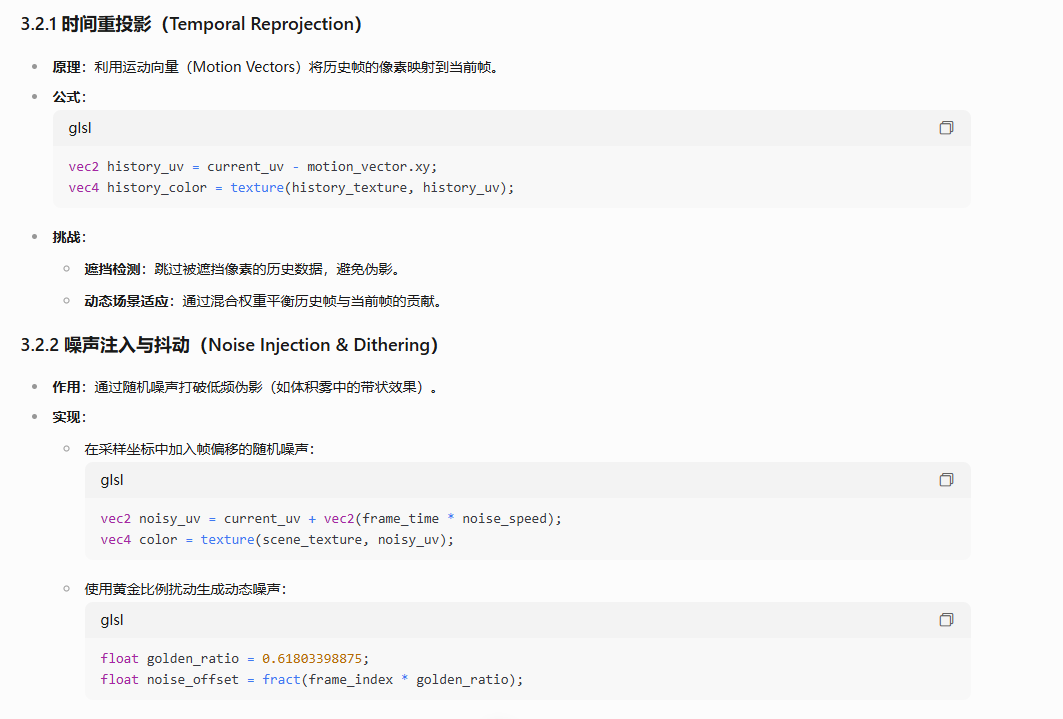 3.2.1 时间重投影（Temporal Reprojection）
原理：利用运动向量（Motion Vectors）将历史帧的像素映射到当前帧。
公式：
glsl
vec2 history_uv = current_uv - motion_vector.xy;
vec4 history_color = texture(history_texture, history_uv);
挑战：
遮挡检测：跳过被遮挡像素的历史数据，避免伪影。
动态场景适应：通过混合权重平衡历史帧与当前帧的贡献。
3.2.2 噪声注入与抖动（Noise Injection & Dithering）
作用：通过随机噪声打破低频伪影（如体积雾中的带状效果）。
实现：
在采样坐标中加入帧偏移的随机噪声：
glsl
vec2 noisy_uv = current_uv + vec2(frame_time * noise_speed);
vec4 color = texture(scene_texture, noisy_uv);
使用黄金比例扰动生成动态噪声：
glsl
float golden_ratio = 0.61803398875;
float noise_offset = fract(frame_index * golden_ratio);